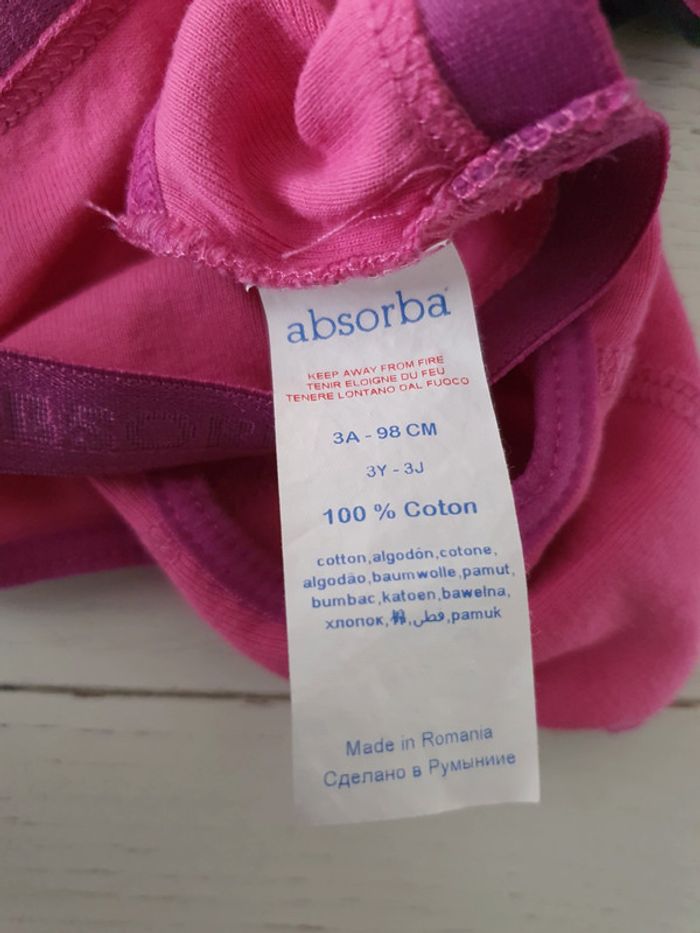 absorba
KEEP AWAY FROM FIRE
TENIR ELOIGNE DU FEU
TENERE LONTANO DAL FUOCO
3A - 98 CM
3Y - 3J
100 % Coton
cotton,algodón,cotone,
algodão,baumwolle,pamut,
bumbac,katoen,bawełna,
хлопок,棉,قطن,pamuk
Made in Romania
Сделано в Румыниие